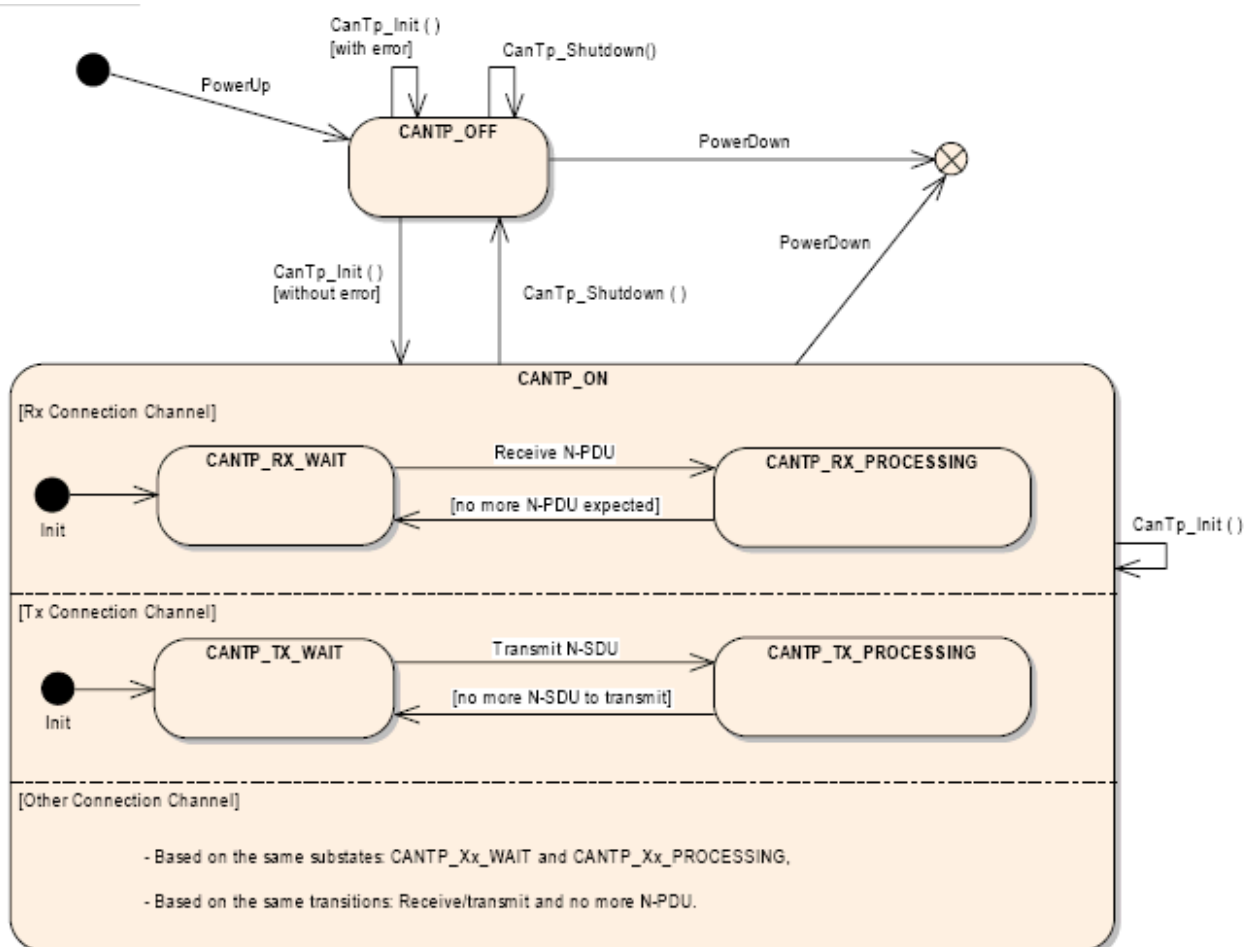 CanTp_Init ( )
[with error]
CanTp_Shutdown()
PowerUp
CANTP_OFF
PowerDown
PowerDown
CanTp_Init ( )
[without error]
CanTp_Shutdown ( )
CANTP_ON
[Rx Connection Channel]
CANTP_RX_WAIT
Receive N-PDU
CANTP_RX_PROCESSING
[no more N-PDU expected]
Init
CanTp_Init ( )
[Tx Connection Channel]
CANTP_TX_WAIT
Transmit N-SDU
CANTP_TX_PROCESSING
[no more N-SDU to transmit]
Init
[Other Connection Channel]
- Based on the same substates: CANTP_Xx_WAIT and CANTP_Xx_PROCESSING,
- Based on the same transitions: Receive/transmit and no more N-PDU.